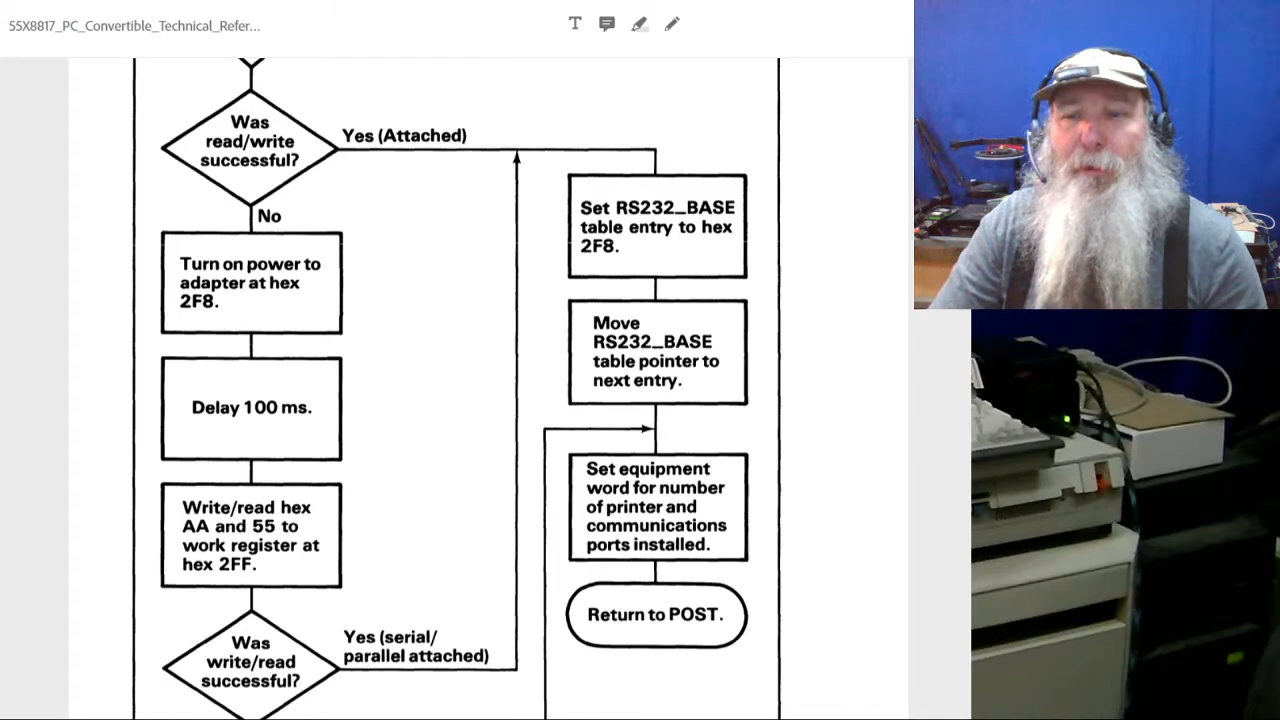 55X8817_PC_Convertible_Technical_Refer...
Was
read/write
successful?
Yes (Attached)
No
Turn on power to
adapter at hex
2F8.
Delay 100 ms.
Write/read hex
AA and 55 to
work register at
hex 2FF.
Was
write/read
successful?
Yes (serial/
parallel attached)
Set RS232_BASE
table entry to hex
2F8.
Move
RS232_BASE
table pointer to
next entry.
Set equipment
word for number
of printer and
communications
ports installed.
Return to POST.